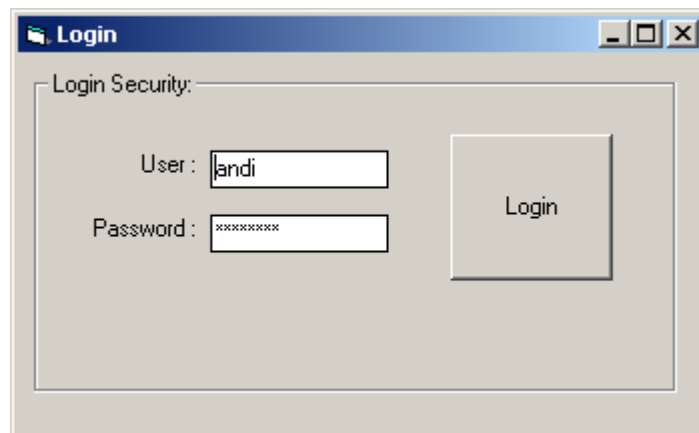 Login
Login Security:
User : andi
Login
Password : ********